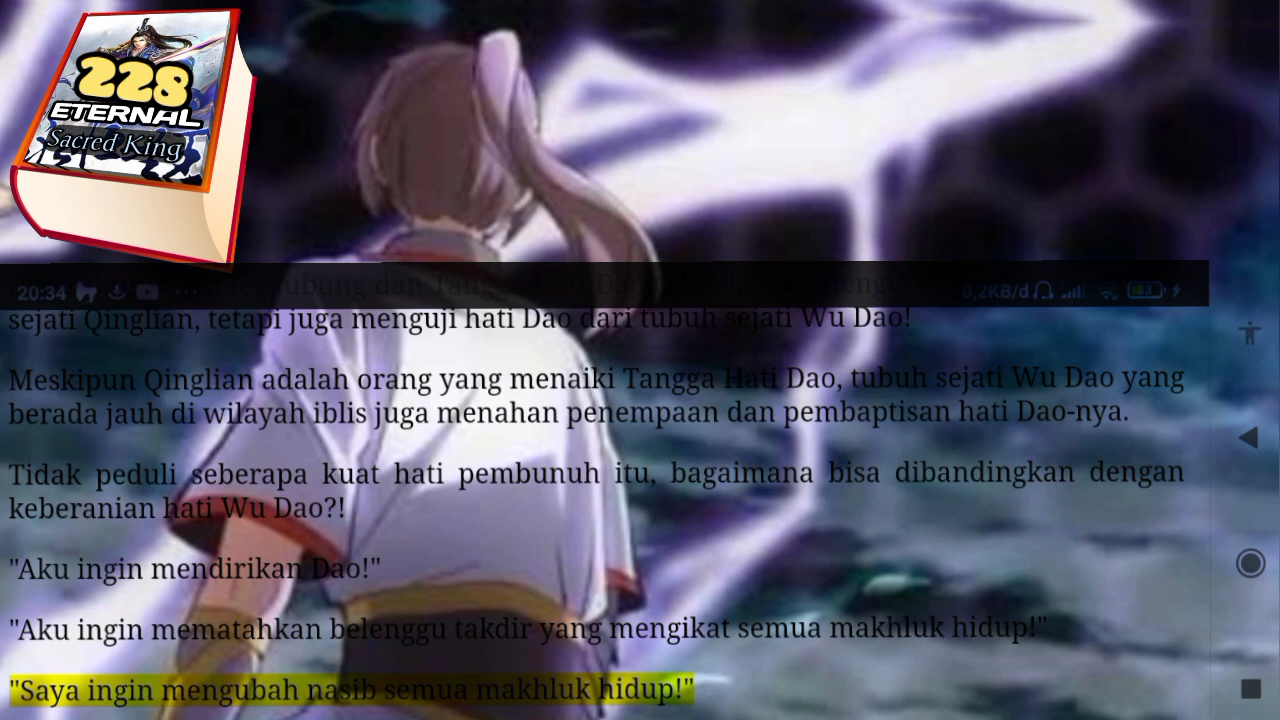 228
ETERNAL
Sacred King
20:34
0,2KB/d
83
sejati Qinglian, tetapi juga menguji hati Dao dari tubuh sejati Wu Dao!
Meskipun Qinglian adalah orang yang menaiki Tangga Hati Dao, tubuh sejati Wu Dao yang
berada jauh di wilayah iblis juga menahan penempaan dan pembaptisan hati Dao-nya.
Tidak peduli seberapa kuat hati pembunuh itu, bagaimana bisa dibandingkan dengan
keberanian hati Wu Dao?!
"Aku ingin mendirikan Dao!"
"Aku ingin mematahkan belenggu takdir yang mengikat semua makhluk hidup!"
"Saya ingin mengubah nasib semua makhluk hidup!"